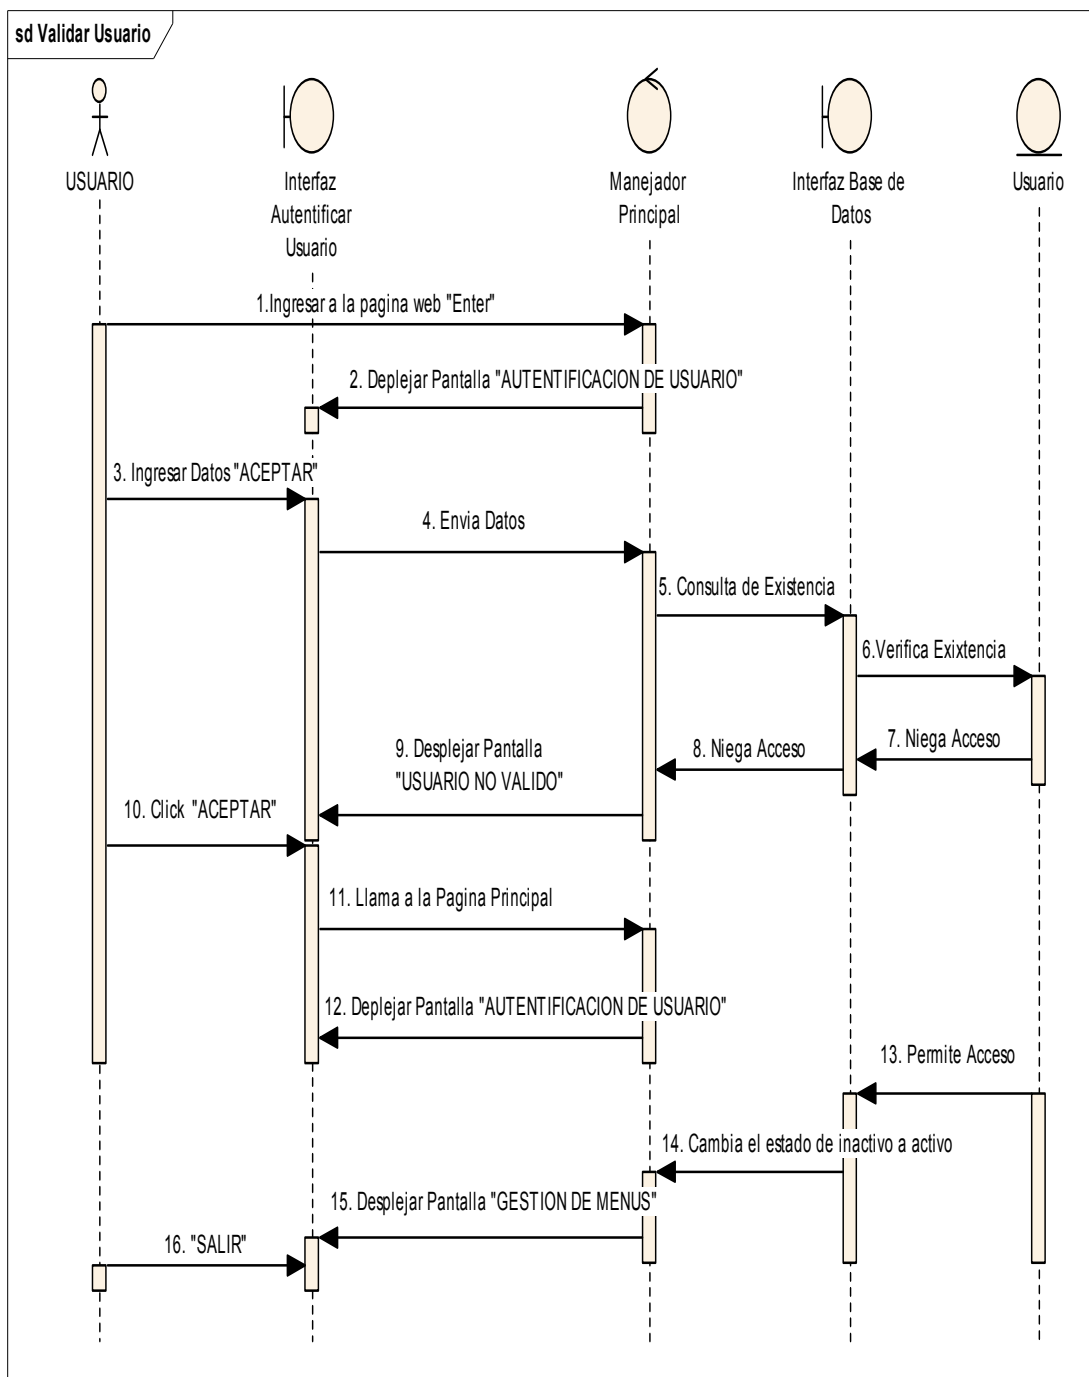 sd Validar Usuario
USUARIO
Interfaz
Autentificar
Usuario
Manejador
Principal
Interfaz Base de
Datos
Usuario
1.Ingresar a la pagina web "Enter"
2. Deplejar Pantalla "AUTENTIFICACION DE USUARIO"
3. Ingresar Datos "ACEPTAR"
4. Envia Datos
5. Consulta de Existencia
6.Verifica Exixtencia
7. Niega Acceso
8. Niega Acceso
9. Desplejar Pantalla
"USUARIO NO VALIDO"
10. Click "ACEPTAR"
11. Llama a la Pagina Principal
12. Deplejar Pantalla "AUTENTIFICACION DE USUARIO"
13. Permite Acceso
14. Cambia el estado de inactivo a activo
15. Desplejar Pantalla "GESTION DE MENUS"
16. "SALIR"